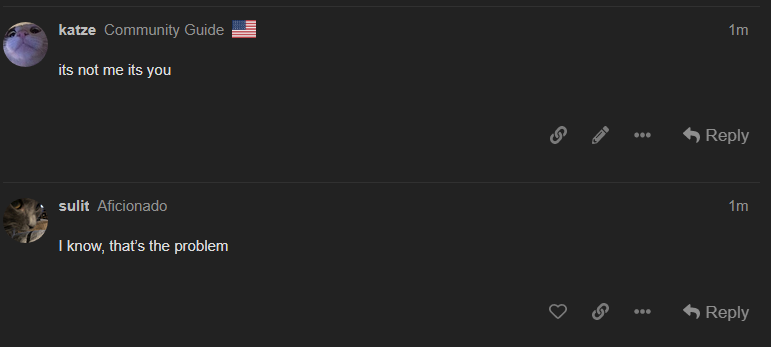 katze Community Guide 1m
its not me its you
Reply
sulit Aficionado 1m
I know, that’s the problem
Reply